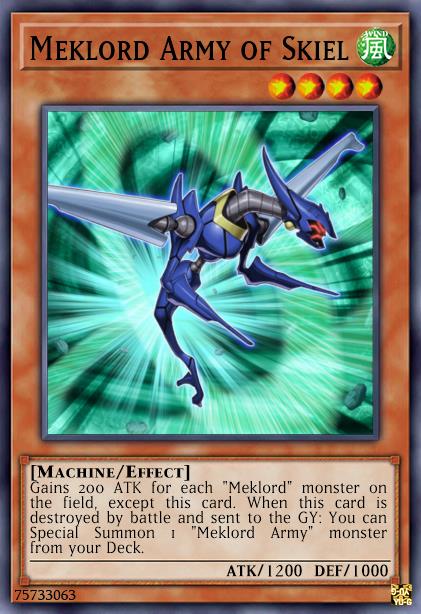 Meklord Army of Skiel
WIND
風
[Machine/Effect]
Gains 200 ATK for each "Meklord" monster on
the field, except this card. When this card is
destroyed by battle and sent to the GY: You can
Special Summon 1 "Meklord Army" monster
from your Deck.
ATK/1200 DEF/1000
75733063